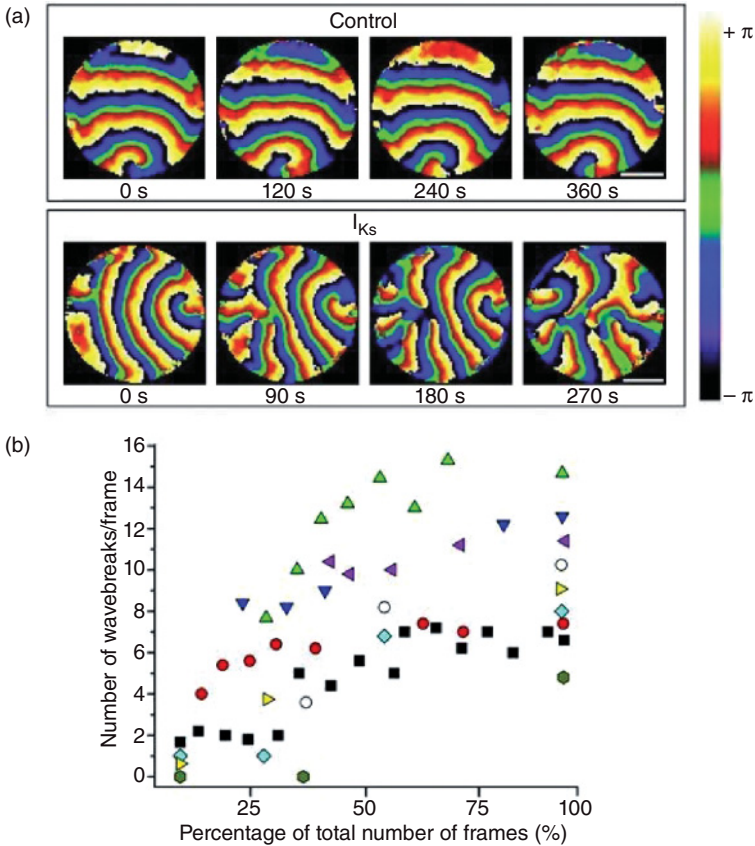 (a)
Control
+ π
0 s 120 s 240 s 360 s
I_Ks
0 s 90 s 180 s 270 s
− π
(b)
16
14
12
10
8
6
4
2
0
Number of wavebreaks/frame
25 50 75 100
Percentage of total number of frames (%)